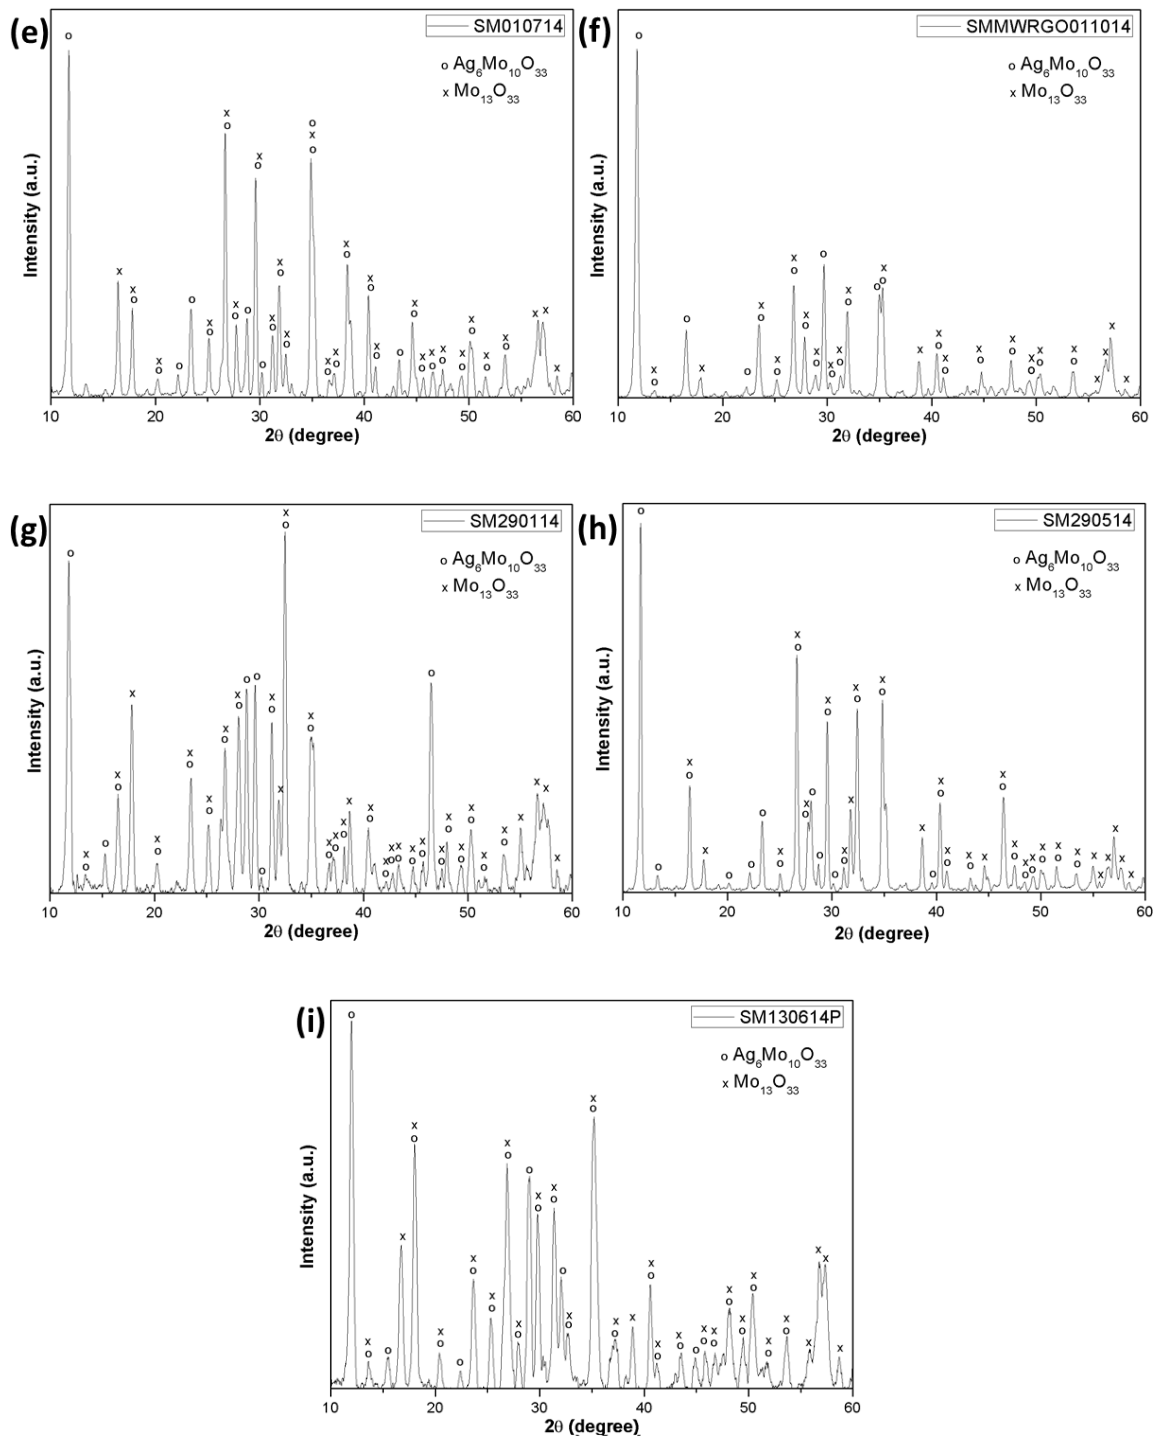 (e)
SM010714
o Ag6Mo10O33
x Mo13O33
Intensity (a.u.)
10 20 30 40 50 60
2θ (degree)
(f)
SMMWRGO011014
o Ag6Mo10O33
x Mo13O33
Intensity (a.u.)
10 20 30 40 50 60
2θ (degree)
(g)
SM290114
o Ag6Mo10O33
x Mo13O33
Intensity (a.u.)
10 20 30 40 50 60
2θ (degree)
(h)
SM290514
o Ag6Mo10O33
x Mo13O33
Intensity (a.u.)
10 20 30 40 50 60
2θ (degree)
(i)
SM130614P
o Ag6Mo10O33
x Mo13O33
Intensity (a.u.)
10 20 30 40 50 60
2θ (degree)